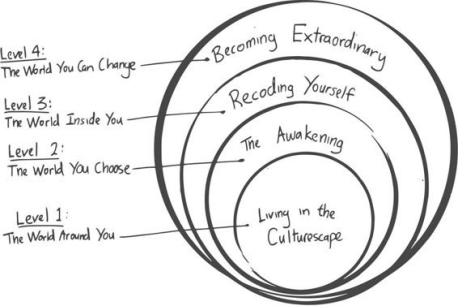 Level 4:
The World You Can Change
Becoming Extraordinary
Level 3:
The World Inside You
Recoding Yourself
Level 2:
The World You Choose
The Awakening
Level 1:
The World Around You
Living in the
Culturescape